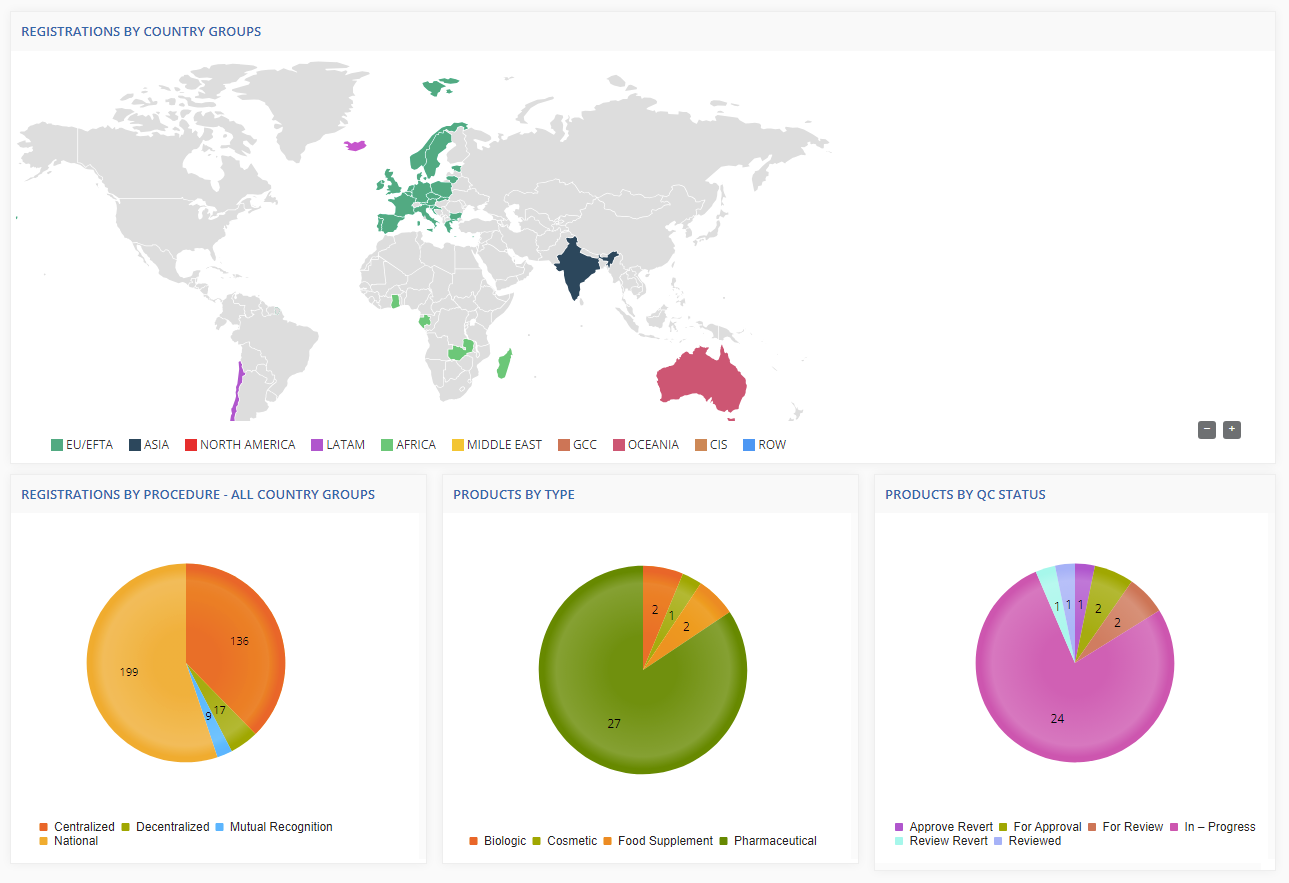 REGISTRATIONS BY COUNTRY GROUPS
− +
EU/EFTA ASIA NORTH AMERICA LATAM AFRICA MIDDLE EAST GCC OCEANIA CIS ROW
REGISTRATIONS BY PROCEDURE - ALL COUNTRY GROUPS
136
199
17
9
Centralized Decentralized Mutual Recognition
National
PRODUCTS BY TYPE
2
1
2
27
Biologic Cosmetic Food Supplement Pharmaceutical
PRODUCTS BY QC STATUS
1 1 1 2
2
24
Approve Revert For Approval For Review In – Progress
Review Revert Reviewed